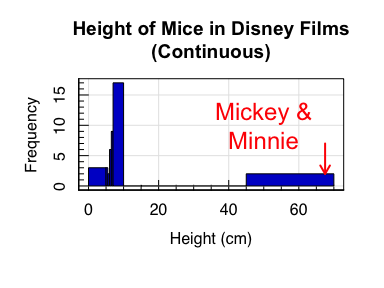 Height of Mice in Disney Films
(Continuous)
Mickey &
Minnie
Frequency
15
10
5
0
0 20 40 60
Height (cm)